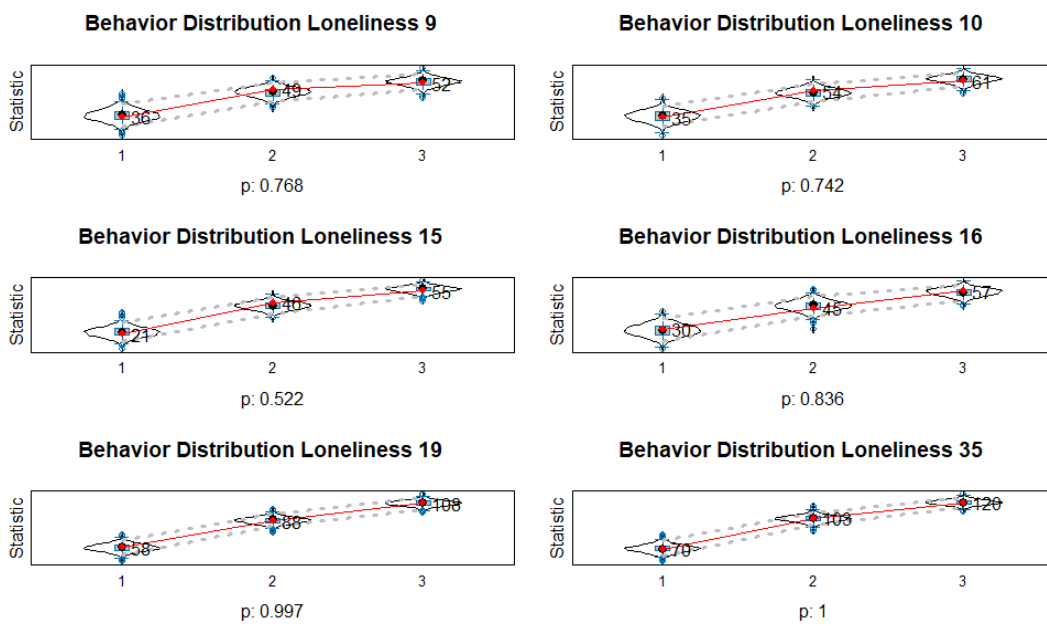 Behavior Distribution Loneliness 9
Statistic
36
49
52
1 2 3
p: 0.768
Behavior Distribution Loneliness 10
Statistic
35
54
61
1 2 3
p: 0.742
Behavior Distribution Loneliness 15
Statistic
21
40
55
1 2 3
p: 0.522
Behavior Distribution Loneliness 16
Statistic
30
45
57
1 2 3
p: 0.836
Behavior Distribution Loneliness 19
Statistic
58
88
108
1 2 3
p: 0.997
Behavior Distribution Loneliness 35
Statistic
70
103
120
1 2 3
p: 1